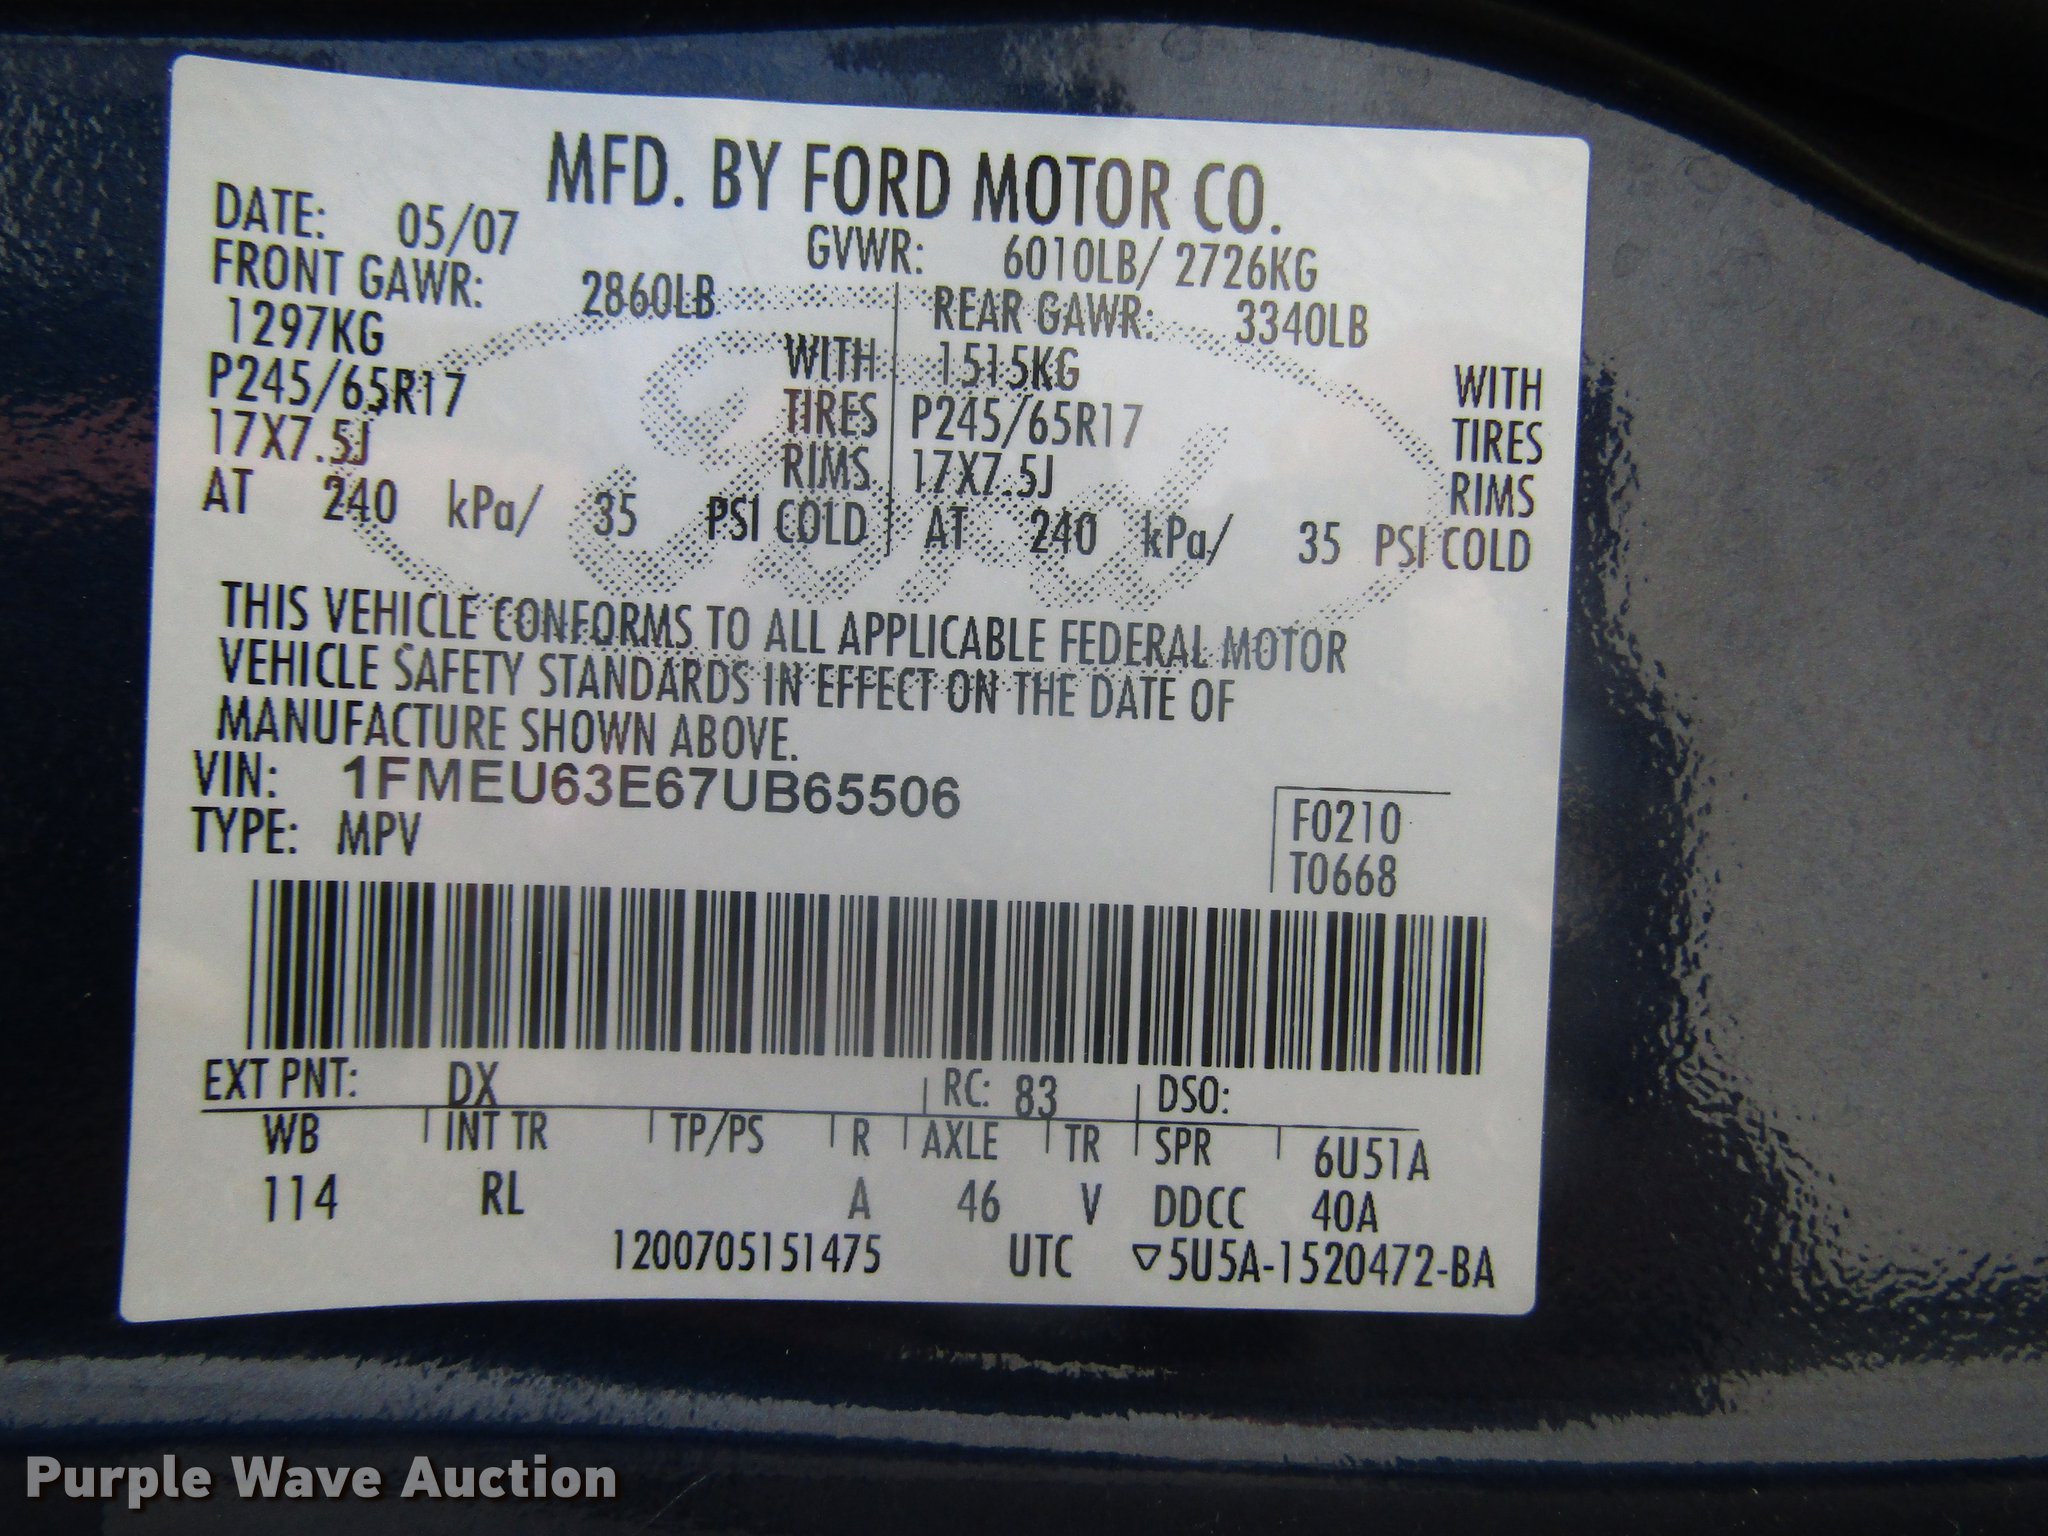 MFD. BY FORD MOTOR CO.
DATE: 05/07 GVWR: 6010LB/ 2726KG
FRONT GAWR: 2860LB REAR GAWR: 3340LB
1297KG WITH 1515KG WITH
P245/65R17 TIRES P245/65R17 TIRES
17X7.5J RIMS 17X7.5J RIMS
AT 240 kPa/ 35 PSI COLD AT 240 kPa/ 35 PSI COLD
THIS VEHICLE CONFORMS TO ALL APPLICABLE FEDERAL MOTOR
VEHICLE SAFETY STANDARDS IN EFFECT ON THE DATE OF
MANUFACTURE SHOWN ABOVE.
VIN: 1FMEU63E67UB65506
TYPE: MPV
F0210
T0668
EXT PNT: DX RC: 83 DSO:
WB INT TR TP/PS R AXLE TR SPR 6U51A
114 RL A 46 V DDCC 40A
1200705151475 UTC ▽5U5A-1520472-BA
Ford
Purple Wave Auction